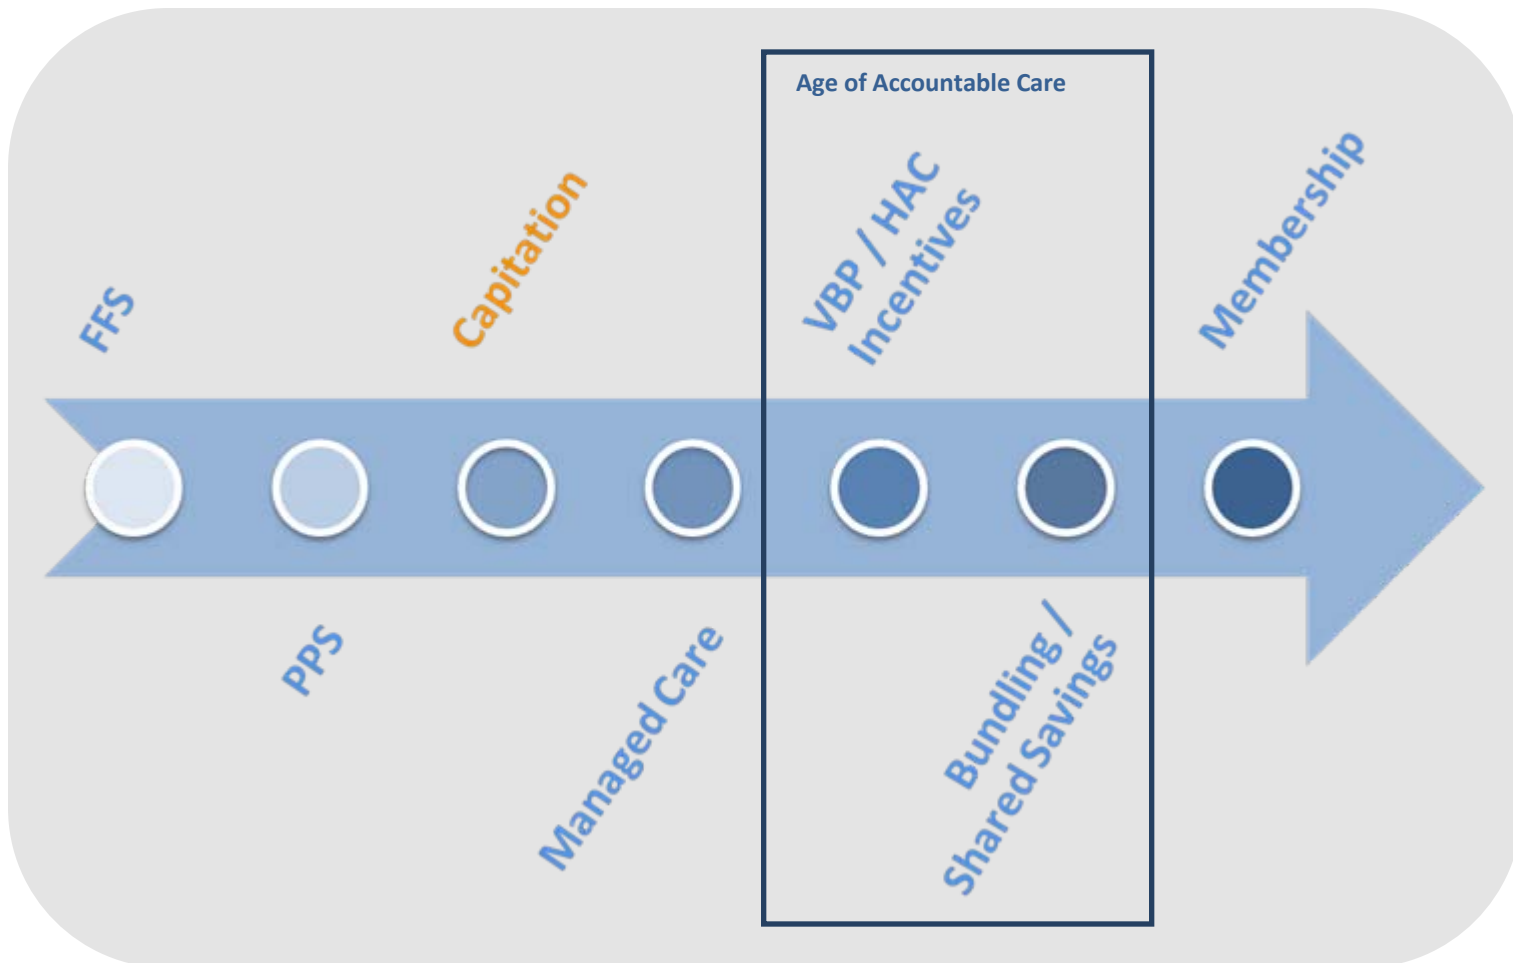 Age of Accountable Care
FFS
Capitation
VBP / HAC
Incentives
Membership
PPS
Managed Care
Bundling /
Shared Savings